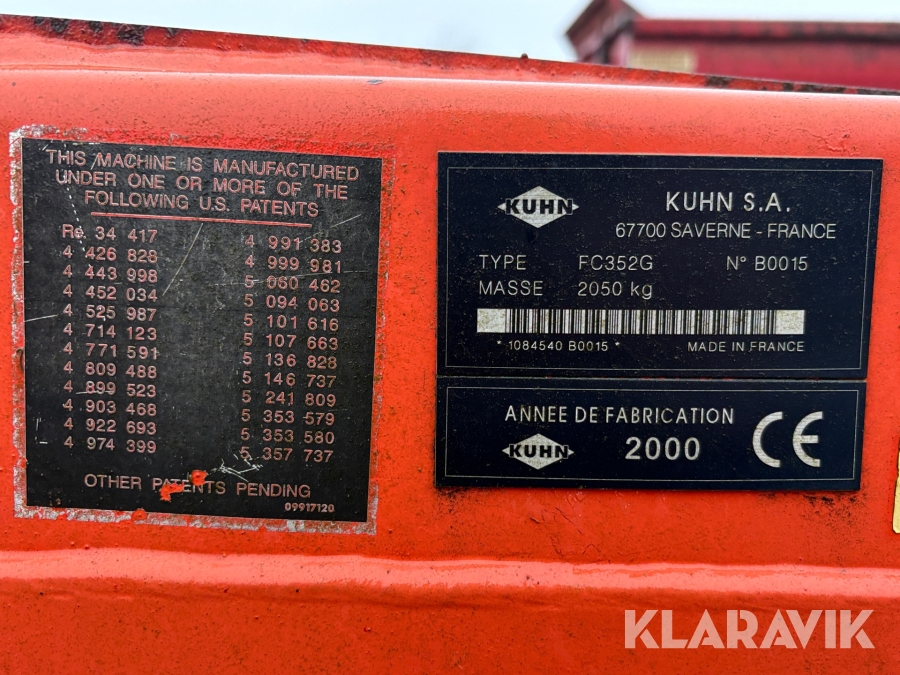 THIS MACHINE IS MANUFACTURED
UNDER ONE OR MORE OF THE
FOLLOWING U.S. PATENTS
Re. 34 417
4 426 828
4 443 998
4 452 034
4 525 987
4 714 123
4 771 591
4 809 488
4 899 523
4 903 468
4 922 693
4 974 399
4 991 383
4 999 981
5 060 462
5 094 063
5 101 616
5 107 663
5 136 828
5 146 737
5 241 809
5 353 579
5 353 580
5 357 737
OTHER PATENTS PENDING
09917120
KUHN
KUHN S.A.
67700 SAVERNE - FRANCE
TYPE FC352G N° B0015
MASSE 2050 kg
* 1084540 B0015 * MADE IN FRANCE
ANNEE DE FABRICATION
KUHN 2000 CE
KLARAVIK